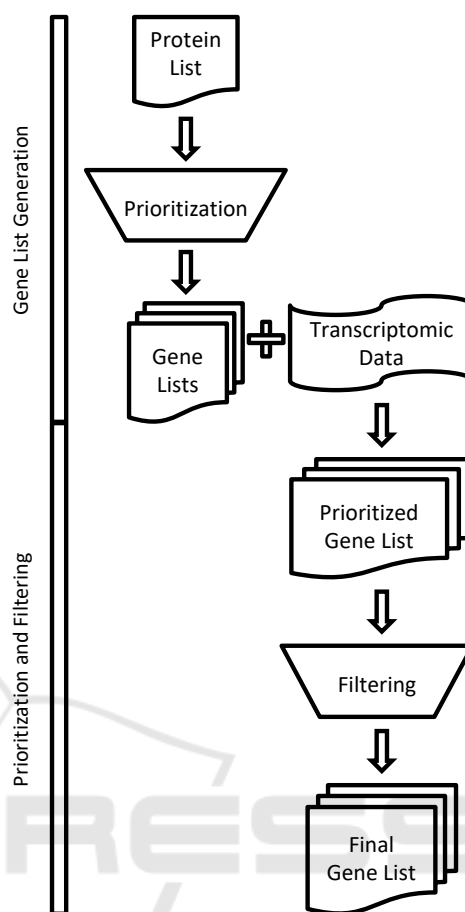 Gene List Generation
Protein
List
Prioritization
Gene
Lists
Transcriptomic
Data
Prioritization and Filtering
Prioritized
Gene List
Filtering
Final
Gene List
RESS